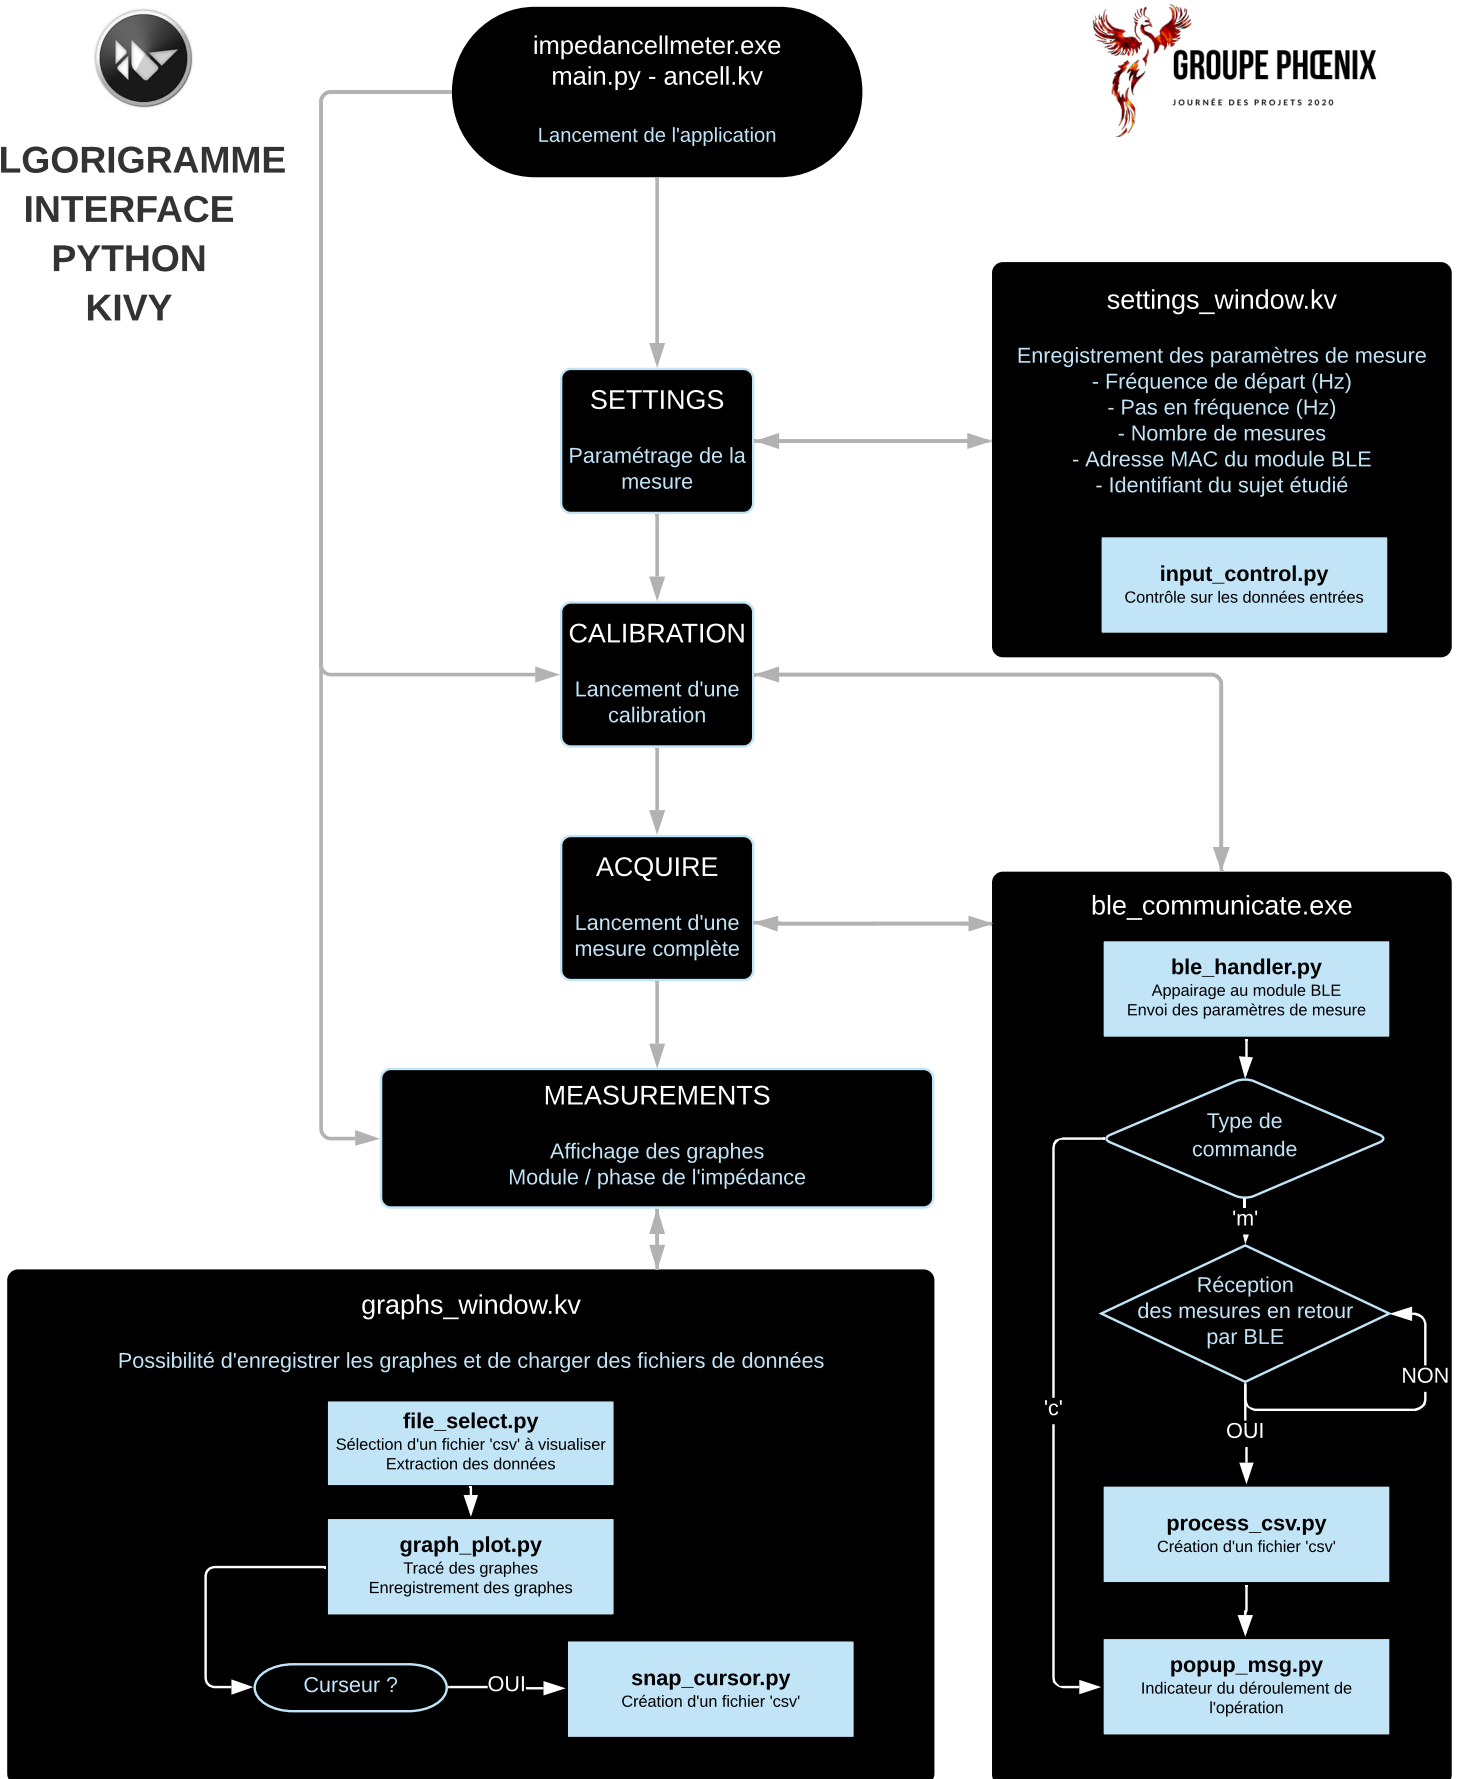 LGORIGRAMME
INTERFACE
PYTHON
KIVY
impedancellmeter.exe
main.py - ancell.kv
Lancement de l'application
GROUPE PHŒNIX
JOURNÉE DES PROJETS 2020
SETTINGS
Paramétrage de la
mesure
settings_window.kv
Enregistrement des paramètres de mesure
- Fréquence de départ (Hz)
- Pas en fréquence (Hz)
- Nombre de mesures
- Adresse MAC du module BLE
- Identifiant du sujet étudié
input_control.py
Contrôle sur les données entrées
CALIBRATION
Lancement d'une
calibration
ACQUIRE
Lancement d'une
mesure complète
MEASUREMENTS
Affichage des graphes
Module / phase de l'impédance
ble_communicate.exe
ble_handler.py
Appairage au module BLE
Envoi des paramètres de mesure
Type de
commande
'm'
Réception
des mesures en retour
par BLE
NON
'c'
OUI
process_csv.py
Création d'un fichier 'csv'
popup_msg.py
Indicateur du déroulement de
l'opération
graphs_window.kv
Possibilité d'enregistrer les graphes et de charger des fichiers de données
file_select.py
Sélection d'un fichier 'csv' à visualiser
Extraction des données
graph_plot.py
Tracé des graphes
Enregistrement des graphes
Curseur ?
OUI
snap_cursor.py
Création d'un fichier 'csv'